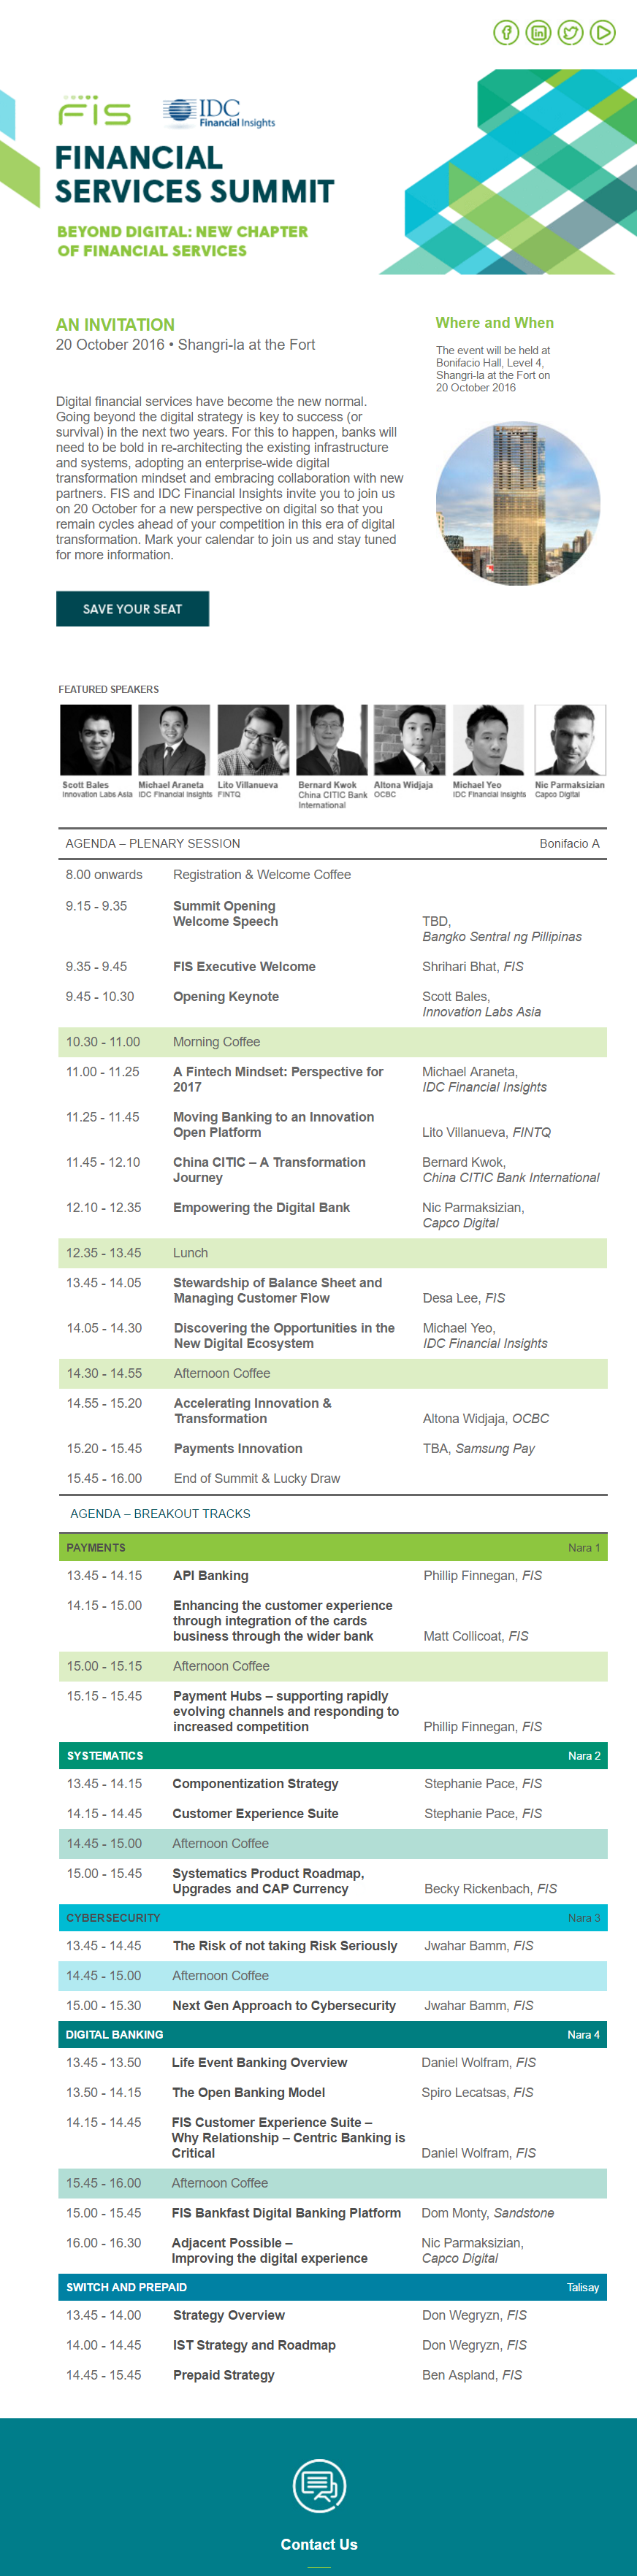 FIS
IDC
Financial Insights
FINANCIAL
SERVICES SUMMIT
BEYOND DIGITAL: NEW CHAPTER
OF FINANCIAL SERVICES
AN INVITATION
20 October 2016 • Shangri-la at the Fort
Digital financial services have become the new normal.
Going beyond the digital strategy is key to success (or
survival) in the next two years. For this to happen, banks will
need to be bold in re-architecting the existing infrastructure
and systems, adopting an enterprise-wide digital
transformation mindset and embracing collaboration with new
partners. FIS and IDC Financial Insights invite you to join us
on 20 October for a new perspective on digital so that you
remain cycles ahead of your competition in this era of digital
transformation. Mark your calendar to join us and stay tuned
for more information.
SAVE YOUR SEAT
Where and When
The event will be held at
Bonifacio Hall, Level 4,
Shangri-la at the Fort on
20 October 2016
FEATURED SPEAKERS
Scott Bales
Innovation Labs Asia
Michael Araneta
IDC Financial Insights
Lito Villanueva
FINTQ
Bernard Kwok
China CITIC Bank
International
Altona Widjaja
OCBC
Michael Yeo
IDC Financial Insights
Nic Parmaksizian
Capco Digital
AGENDA – PLENARY SESSION Bonifacio A
8.00 onwards Registration & Welcome Coffee
9.15 - 9.35 Summit Opening
Welcome Speech TBD,
Bangko Sentral ng Pillipinas
9.35 - 9.45 FIS Executive Welcome Shrihari Bhat, FIS
9.45 - 10.30 Opening Keynote Scott Bales,
Innovation Labs Asia
10.30 - 11.00 Morning Coffee
11.00 - 11.25 A Fintech Mindset: Perspective for Michael Araneta,
2017 IDC Financial Insights
11.25 - 11.45 Moving Banking to an Innovation
Open Platform Lito Villanueva, FINTQ
11.45 - 12.10 China CITIC – A Transformation Bernard Kwok,
Journey China CITIC Bank International
12.10 - 12.35 Empowering the Digital Bank Nic Parmaksizian,
Capco Digital
12.35 - 13.45 Lunch
13.45 - 14.05 Stewardship of Balance Sheet and
Managing Customer Flow Desa Lee, FIS
14.05 - 14.30 Discovering the Opportunities in the Michael Yeo,
New Digital Ecosystem IDC Financial Insights
14.30 - 14.55 Afternoon Coffee
14.55 - 15.20 Accelerating Innovation &
Transformation Altona Widjaja, OCBC
15.20 - 15.45 Payments Innovation TBA, Samsung Pay
15.45 - 16.00 End of Summit & Lucky Draw
AGENDA – BREAKOUT TRACKS
PAYMENTS Nara 1
13.45 - 14.15 API Banking Phillip Finnegan, FIS
14.15 - 15.00 Enhancing the customer experience
through integration of the cards
business through the wider bank Matt Collicoat, FIS
15.00 - 15.15 Afternoon Coffee
15.15 - 15.45 Payment Hubs – supporting rapidly
evolving channels and responding to
increased competition Phillip Finnegan, FIS
SYSTEMATICS Nara 2
13.45 - 14.15 Componentization Strategy Stephanie Pace, FIS
14.15 - 14.45 Customer Experience Suite Stephanie Pace, FIS
14.45 - 15.00 Afternoon Coffee
15.00 - 15.45 Systematics Product Roadmap,
Upgrades and CAP Currency Becky Rickenbach, FIS
CYBERSECURITY Nara 3
13.45 - 14.45 The Risk of not taking Risk Seriously Jwahar Bamm, FIS
14.45 - 15.00 Afternoon Coffee
15.00 - 15.30 Next Gen Approach to Cybersecurity Jwahar Bamm, FIS
DIGITAL BANKING Nara 4
13.45 - 13.50 Life Event Banking Overview Daniel Wolfram, FIS
13.50 - 14.15 The Open Banking Model Spiro Lecatsas, FIS
14.15 - 14.45 FIS Customer Experience Suite –
Why Relationship – Centric Banking is
Critical Daniel Wolfram, FIS
15.45 - 16.00 Afternoon Coffee
15.00 - 15.45 FIS Bankfast Digital Banking Platform Dom Monty, Sandstone
16.00 - 16.30 Adjacent Possible – Nic Parmaksizian,
Improving the digital experience Capco Digital
SWITCH AND PREPAID Talisay
13.45 - 14.00 Strategy Overview Don Wegryzn, FIS
14.00 - 14.45 IST Strategy and Roadmap Don Wegryzn, FIS
14.45 - 15.45 Prepaid Strategy Ben Aspland, FIS
Contact Us